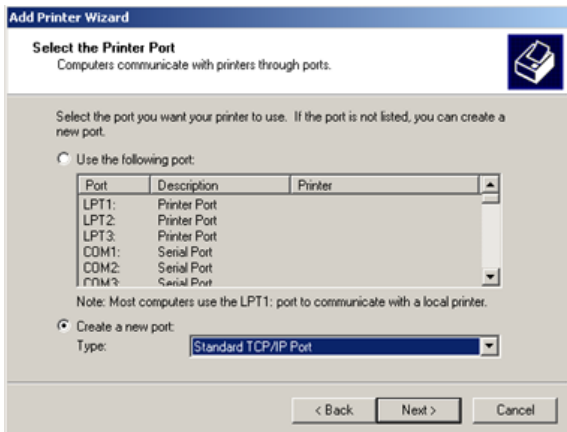 Add Printer Wizard
Select the Printer Port
Computers communicate with printers through ports.
Select the port you want your printer to use. If the port is not listed, you can create a
new port.
Use the following port:
Port Description Printer
LPT1: Printer Port
LPT2: Printer Port
LPT3: Printer Port
COM1: Serial Port
COM2: Serial Port
COM3: Serial Port
Note: Most computers use the LPT1: port to communicate with a local printer.
Create a new port:
Type: Standard TCP/IP Port
< Back Next > Cancel